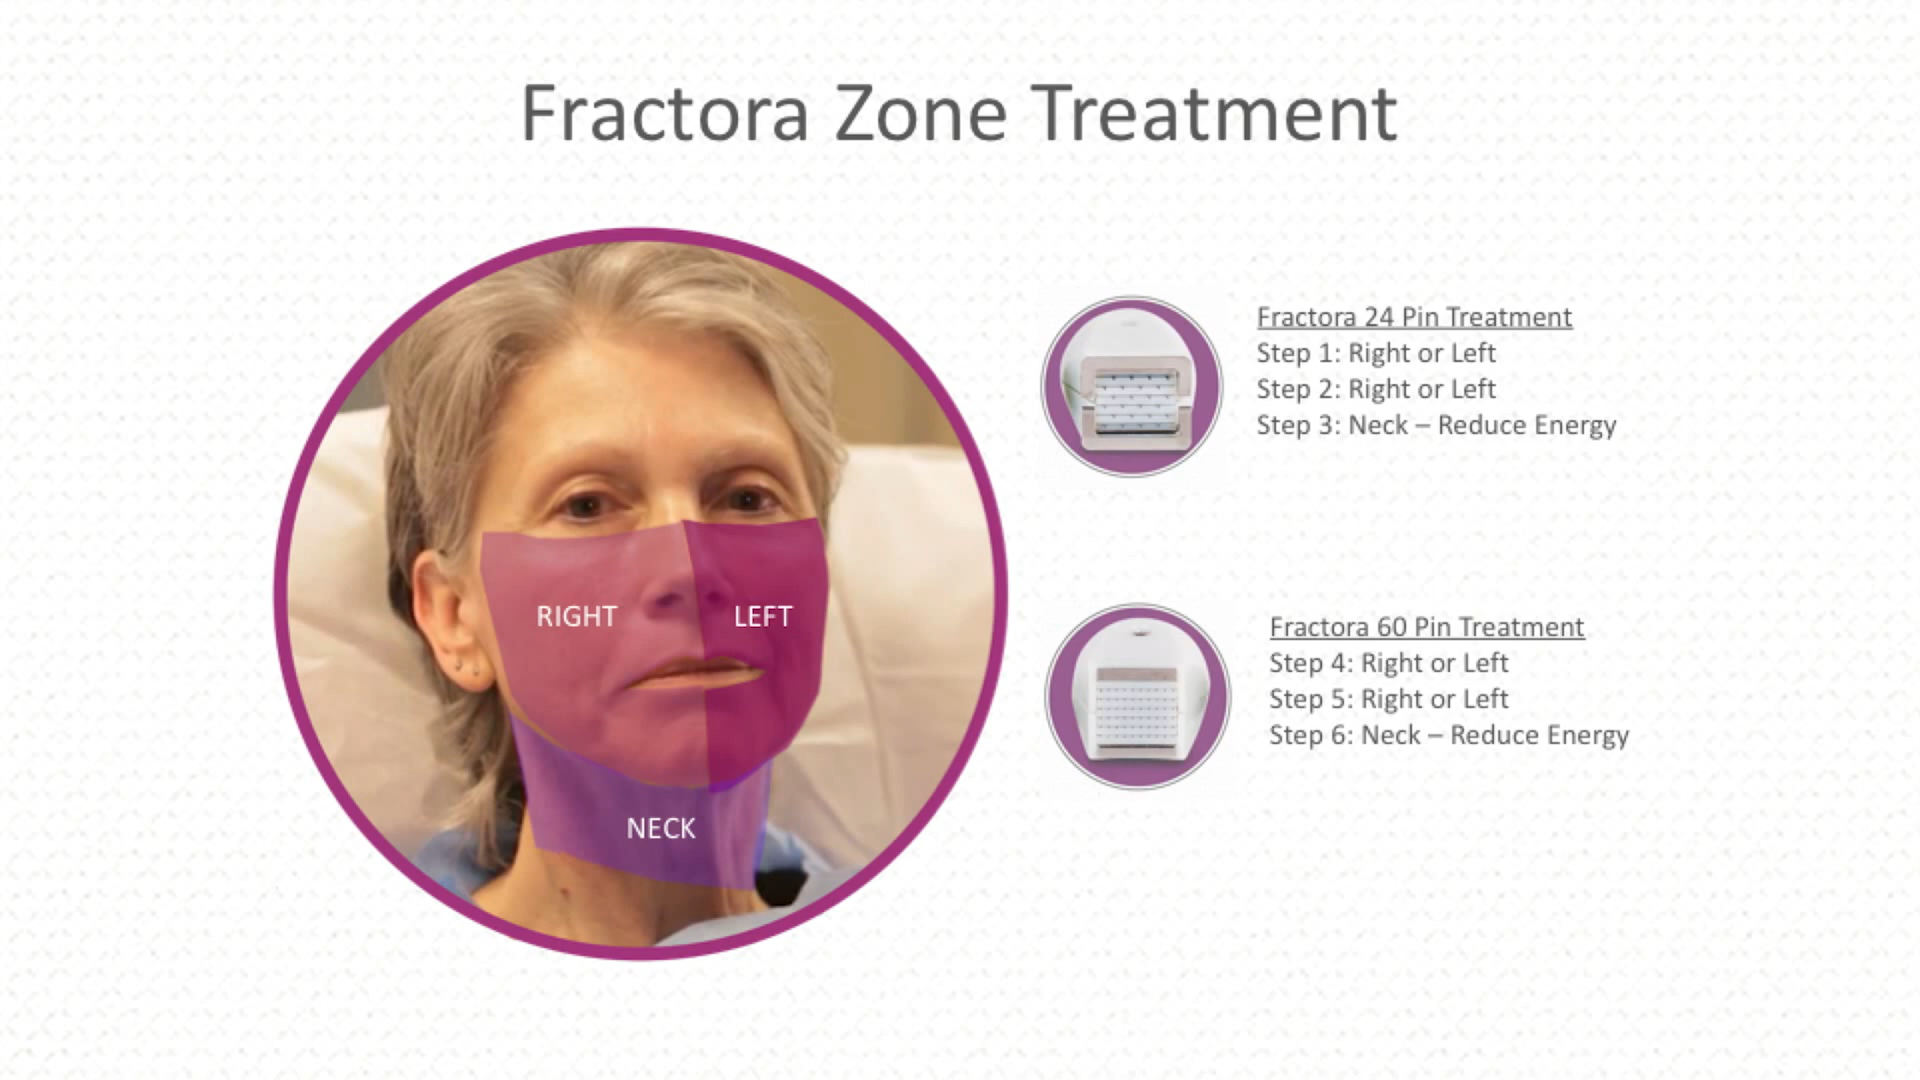 Fractora Zone Treatment
RIGHT
LEFT
NECK
Fractora 24 Pin Treatment
Step 1: Right or Left
Step 2: Right or Left
Step 3: Neck – Reduce Energy
Fractora 60 Pin Treatment
Step 4: Right or Left
Step 5: Right or Left
Step 6: Neck – Reduce Energy